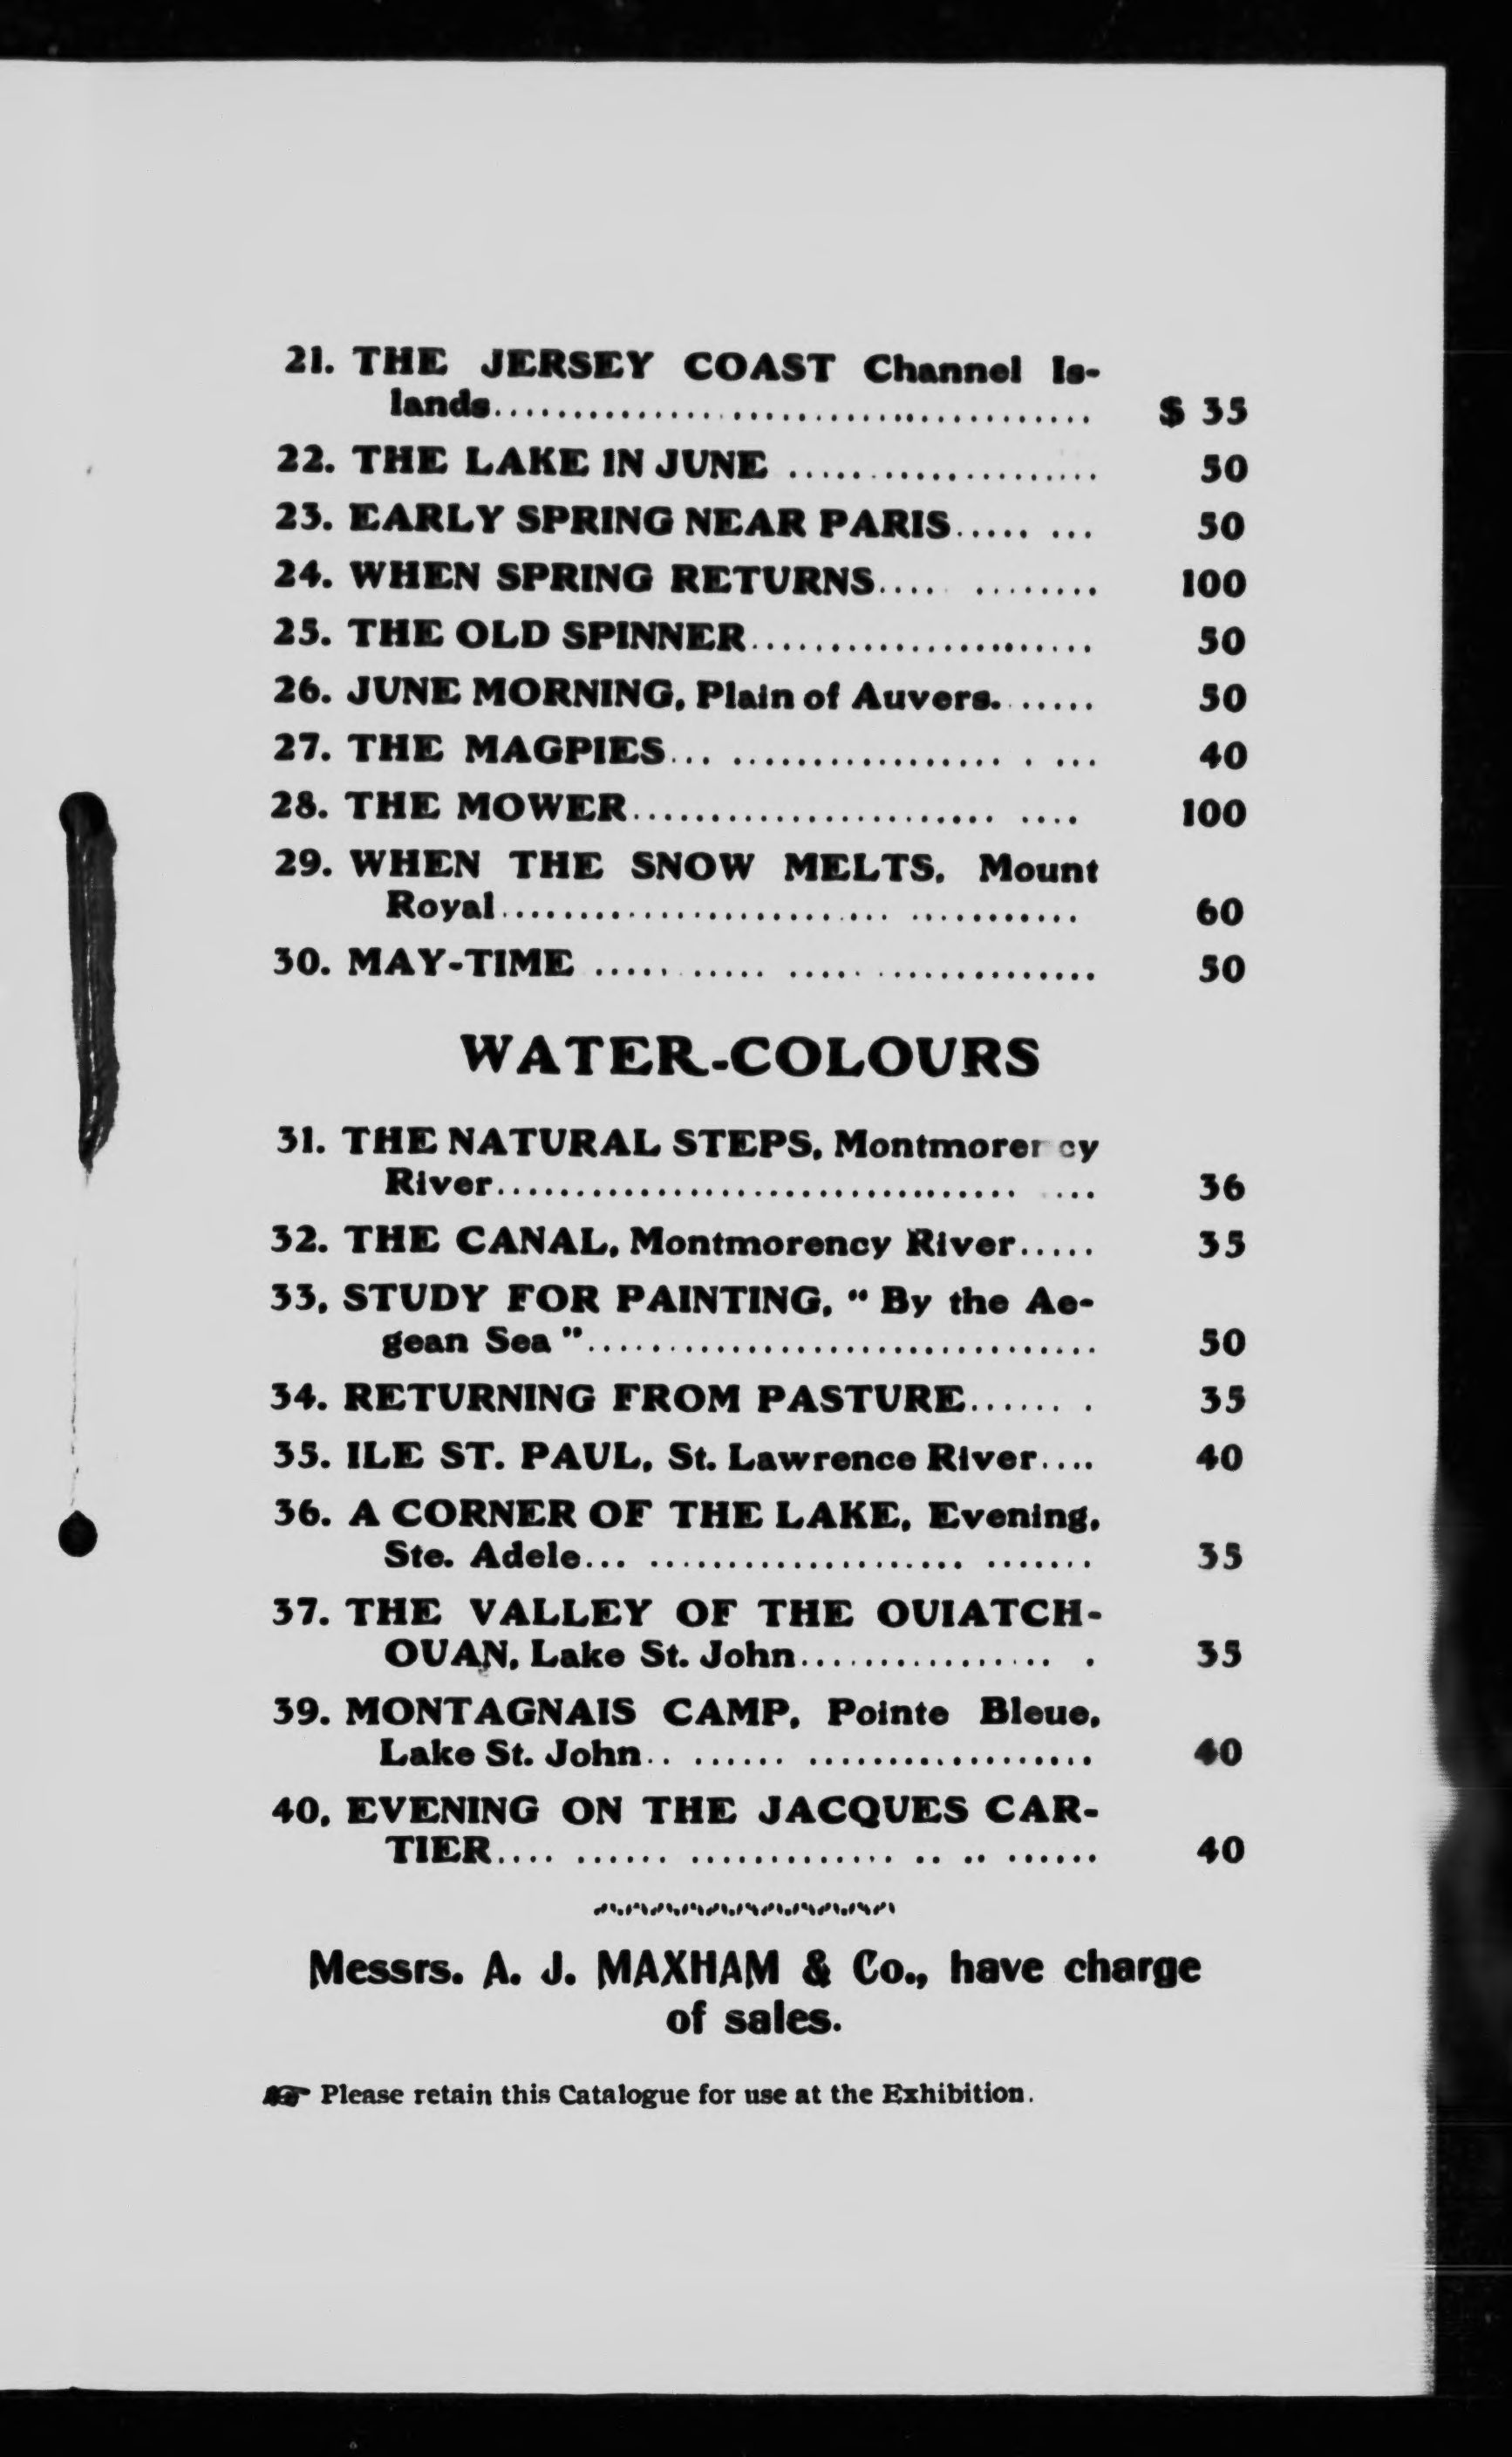 21. THE JERSEY COAST Channel Is-
lands........................................ $ 35
22. THE LAKE IN JUNE ...................... 50
23. EARLY SPRING NEAR PARIS..... ... 50
24. WHEN SPRING RETURNS.... ........ 100
25. THE OLD SPINNER...................... 50
26. JUNE MORNING, Plain of Auvers. ...... 50
27. THE MAGPIES... ................. . ... 40
28. THE MOWER....................... .... 100
29. WHEN THE SNOW MELTS, Mount
Royal......................... ........... 60
30. MAY-TIME ..... ..... ..... .............. 50
WATER-COLOURS
31. THE NATURAL STEPS, Montmorency
River.................................. ... 36
32. THE CANAL, Montmorency River..... 35
33, STUDY FOR PAINTING, " By the Ae-
gean Sea "................................. 50
34. RETURNING FROM PASTURE...... . 35
35. ILE ST. PAUL, St. Lawrence River.... 40
36. A CORNER OF THE LAKE, Evening,
Ste. Adele... .................... ....... 35
37. THE VALLEY OF THE OUIATCH-
OUAN, Lake St. John................ . 35
39. MONTAGNAIS CAMP, Pointe Bleue,
Lake St. John.. ...... .................. 40
40, EVENING ON THE JACQUES CAR-
TIER.... ...... ............. .. .. ...... 40
Messrs. A. J. MAXHAM & Co., have charge
of sales.
☞ Please retain this Catalogue for use at the Exhibition.